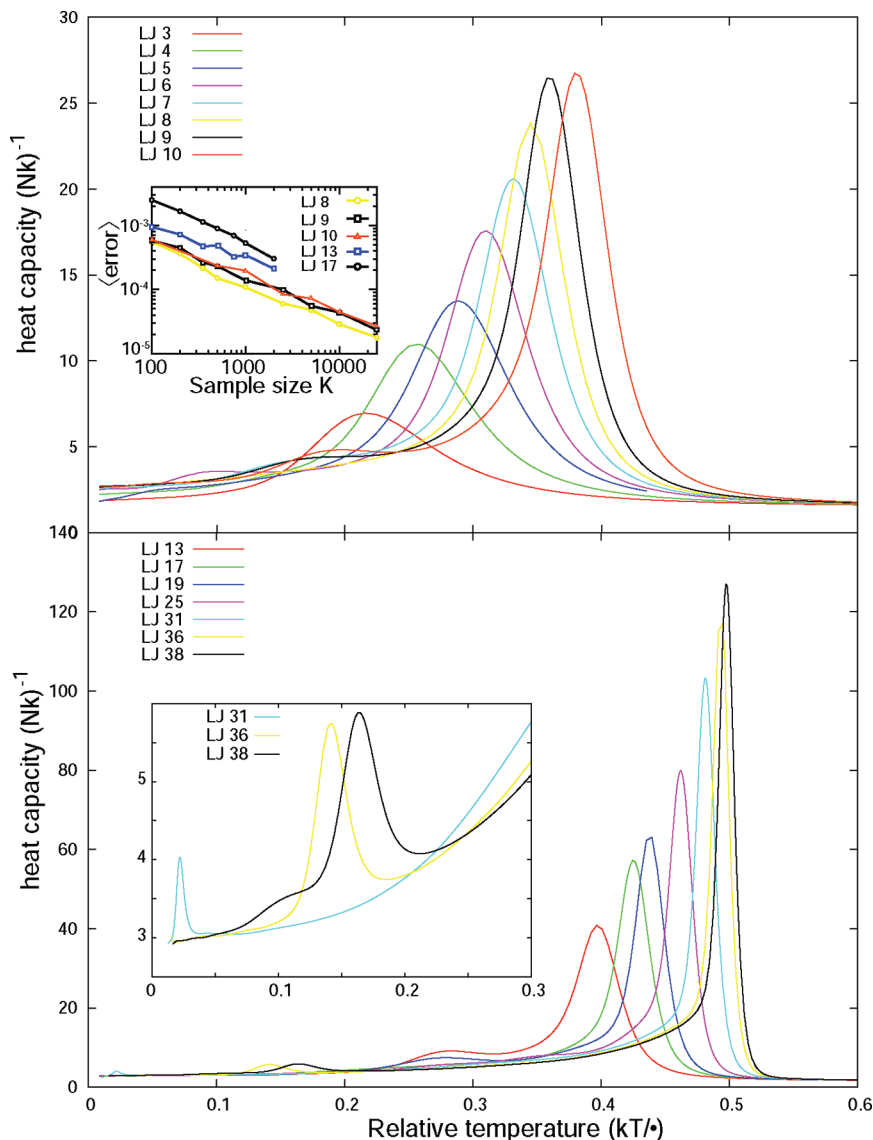 30
25
20
15
10
5
0
heat capacity (Nk)-1
LJ 3
LJ 4
LJ 5
LJ 6
LJ 7
LJ 8
LJ 9
LJ 10
10-3
10-4
10-5
⟨error⟩
LJ 8
LJ 9
LJ 10
LJ 13
LJ 17
100 1000 10000
Sample size K
140
120
100
80
60
40
20
0
heat capacity (Nk)-1
LJ 13
LJ 17
LJ 19
LJ 25
LJ 31
LJ 36
LJ 38
5
4
3
LJ 31
LJ 36
LJ 38
0 0.1 0.2 0.3
0 0.1 0.2 0.3 0.4 0.5 0.6
Relative temperature (kT/•)